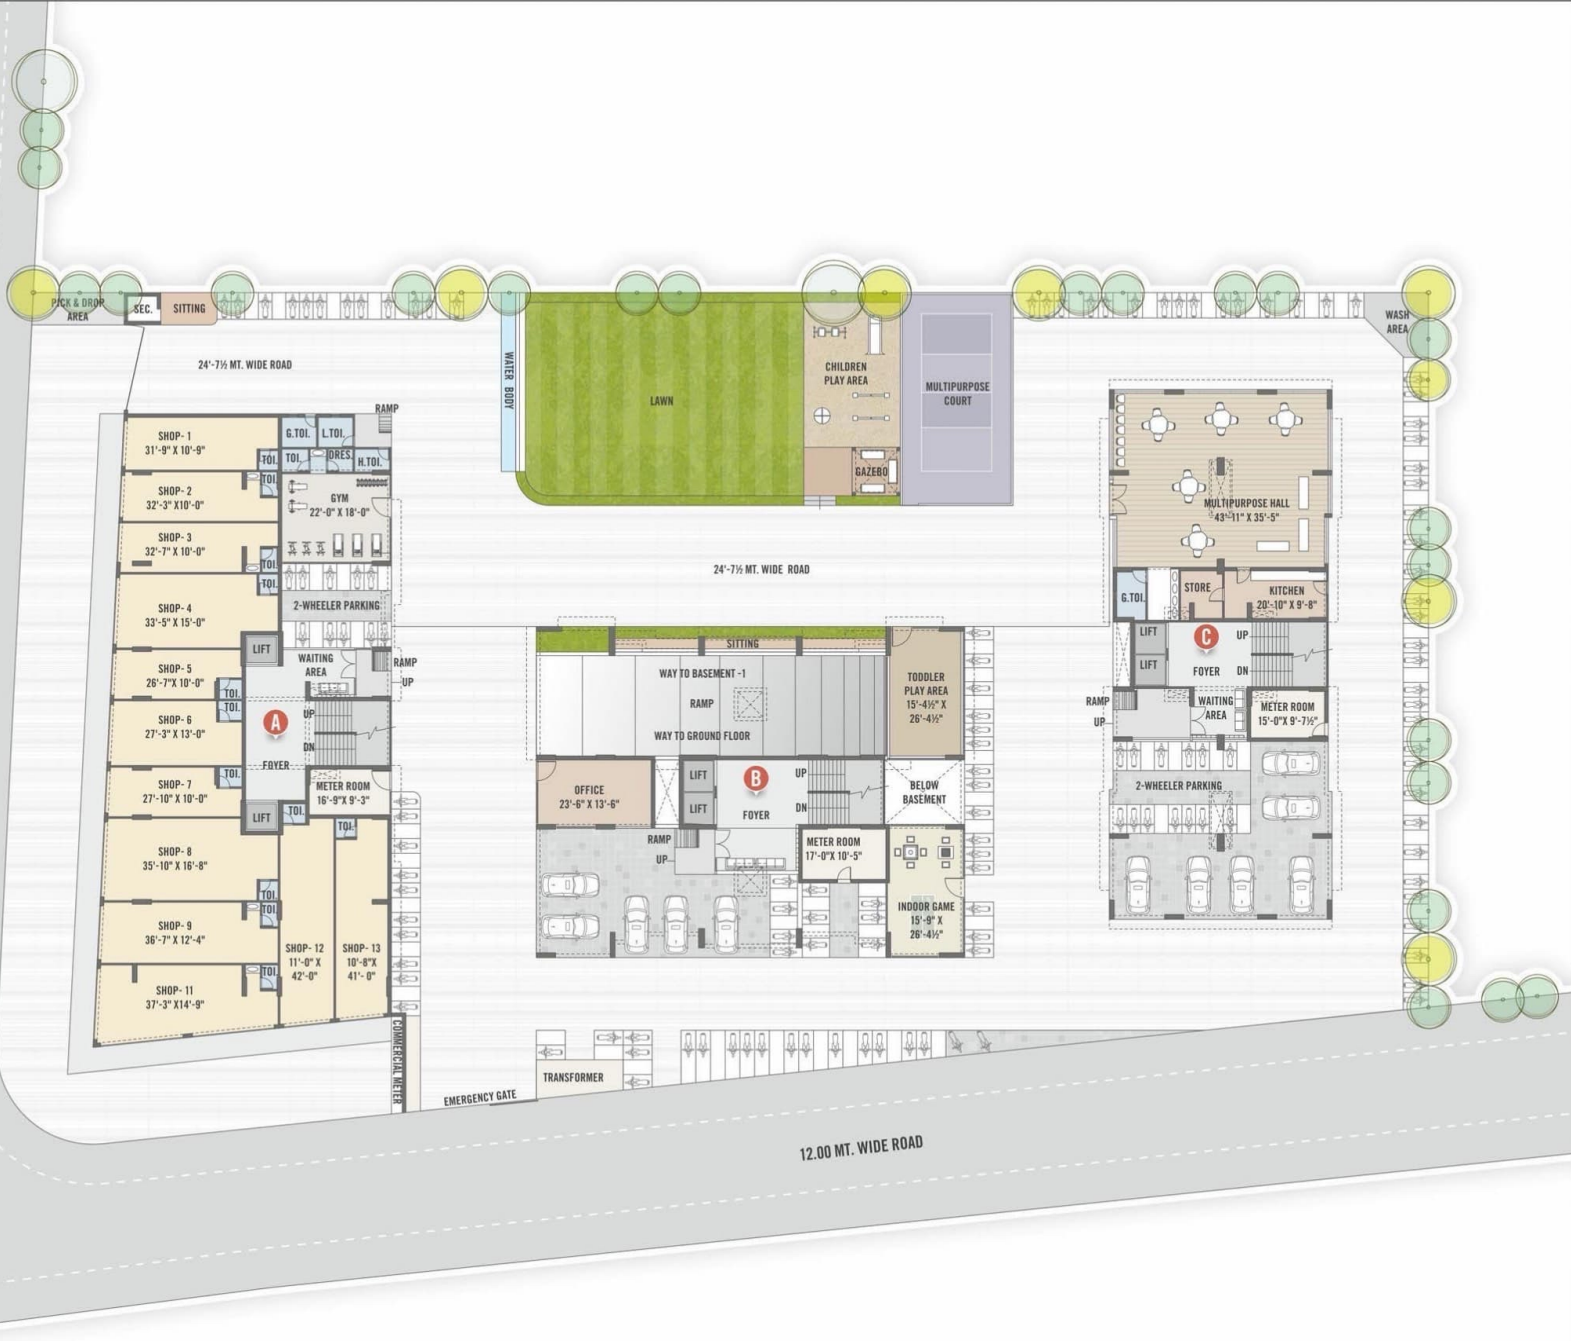 PICK & DROP
AREA
SEC.
SITTING
24'-7½ MT. WIDE ROAD
WATER BODY
LAWN
CHILDREN
PLAY AREA
GAZEBO
MULTIPURPOSE
COURT
WASH
AREA
RAMP
SHOP- 1
31'-9" X 10'-9"
TOI.
G.TOI.
L.TOI.
TOI.
DRES.
H.TOI.
SHOP- 2
32'-3" X10'-0"
TOI.
GYM
22'-0" X 18'-0"
SHOP- 3
32'-7" X 10'-0"
TOI.
SHOP- 4
33'-5" X 15'-0"
TOI.
2-WHEELER PARKING
LIFT
WAITING
AREA
RAMP
UP
SHOP- 5
26'-7"X 10'-0"
TOI.
SHOP- 6
27'-3" X 13'-0"
TOI.
A
FOYER
UP
DN
SHOP- 7
27'-10" X 10'-0"
TOI.
METER ROOM
16'-9"X 9'-3"
LIFT
TOI.
TOI.
SHOP- 8
35'-10" X 16'-8"
TOI.
SHOP- 9
36'-7" X 12'-4"
TOI.
SHOP- 11
37'-3" X14'-9"
TOI.
SHOP- 12
11'-0" X
42'-0"
SHOP- 13
10'-8"X
41'- 0"
COMMERCIAL METER
24'-7½ MT. WIDE ROAD
SITTING
WAY TO BASEMENT -1
RAMP
WAY TO GROUND FLOOR
TODDLER
PLAY AREA
15'-4½" X
26'-4½"
OFFICE
23'-6" X 13'-6"
LIFT
LIFT
B
FOYER
UP
DN
BELOW
BASEMENT
RAMP
UP
METER ROOM
17'-0"X 10'-5"
INDOOR GAME
15'-9" X
26'-4½"
MULTIPURPOSE HALL
43'-11" X 35'-5"
G.TOI.
STORE
KITCHEN
20'-10" X 9'-8"
LIFT
LIFT
C
FOYER
UP
DN
RAMP
UP
WAITING
AREA
METER ROOM
15'-0"X 9'-7½"
2-WHEELER PARKING
TRANSFORMER
EMERGENCY GATE
12.00 MT. WIDE ROAD